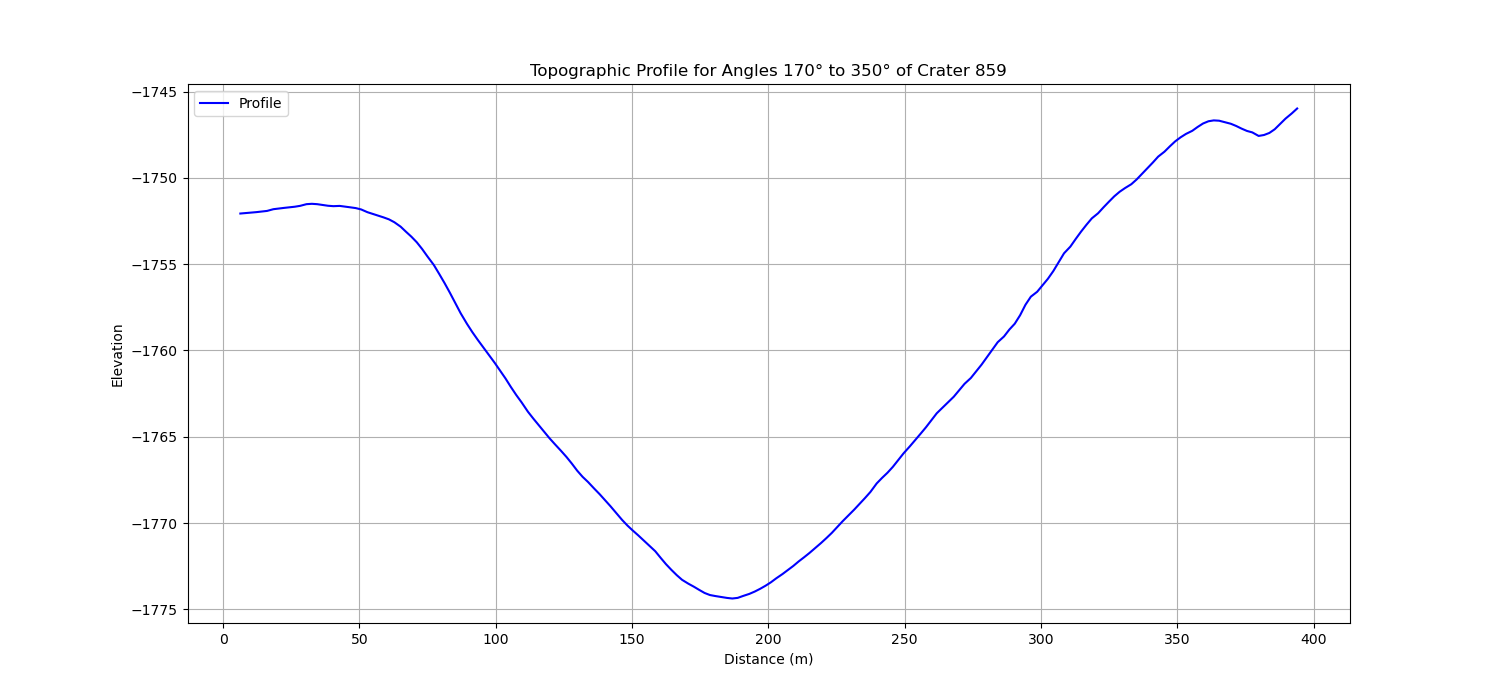 Topographic Profile for Angles 170° to 350° of Crater 859
Profile
Elevation
−1745
−1750
−1755
−1760
−1765
−1770
−1775
0 50 100 150 200 250 300 350 400
Distance (m)